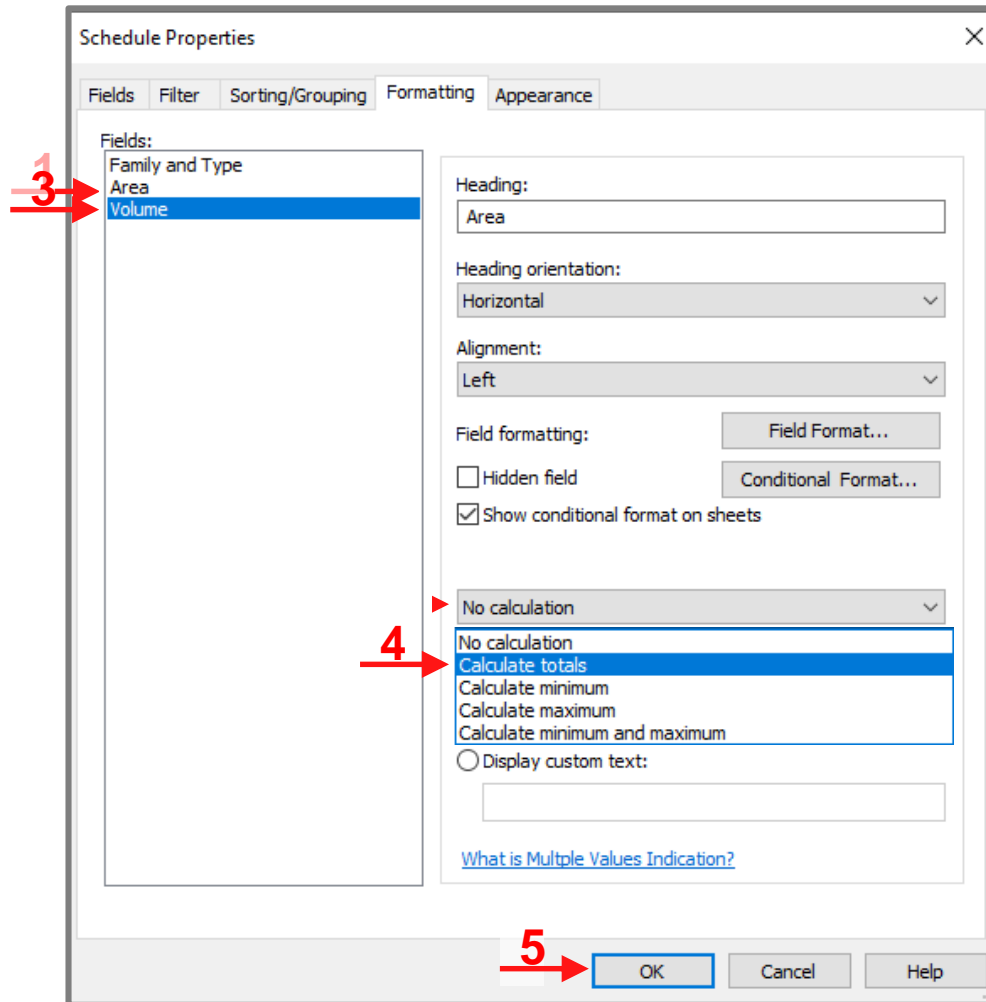 Schedule Properties
Fields Filter Sorting/Grouping Formatting Appearance
Fields:
Family and Type
1
Area
3
Volume
Heading:
Area
Heading orientation:
Horizontal
Alignment:
Left
Field formatting:
Field Format...
Hidden field
Conditional Format...
Show conditional format on sheets
No calculation
No calculation
4
Calculate totals
Calculate minimum
Calculate maximum
Calculate minimum and maximum
Display custom text:
What is Multple Values Indication?
5
OK Cancel Help